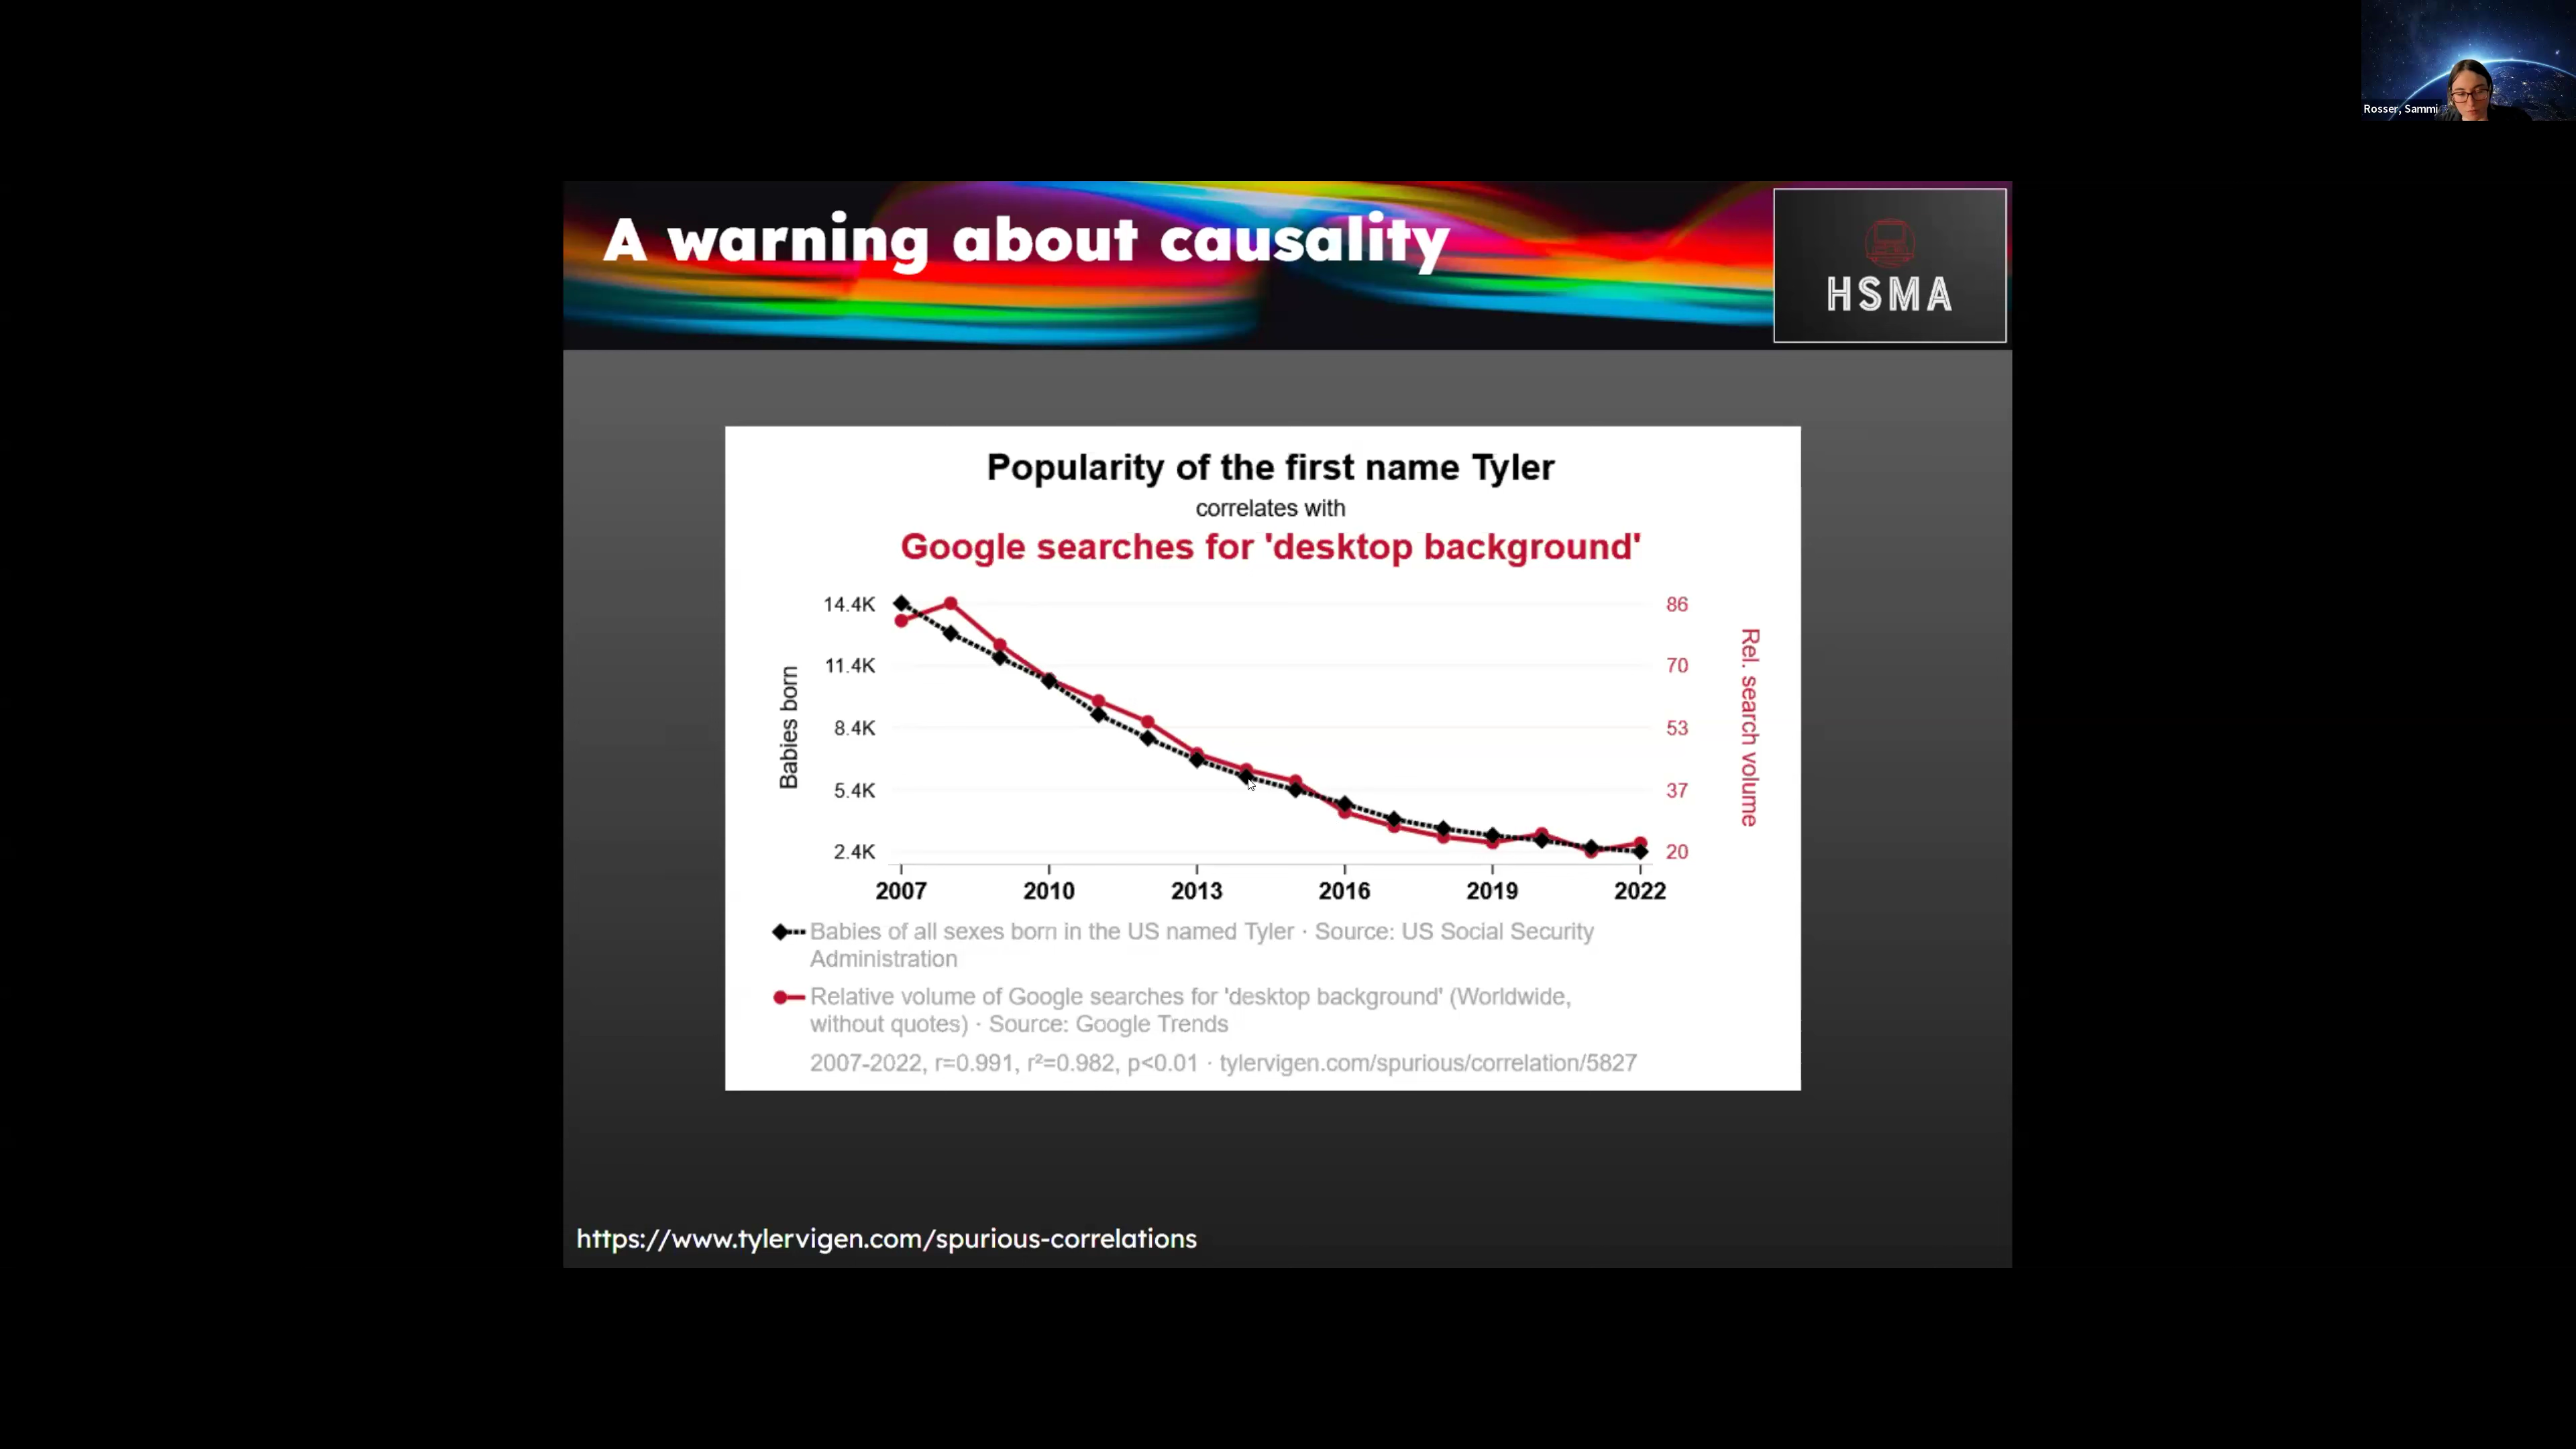 Rosser, Sammi
A warning about causality
HSMA
Popularity of the first name Tyler
correlates with
Google searches for 'desktop background'
14.4K
11.4K
8.4K
5.4K
2.4K
Babies born
86
70
53
37
20
Rel. search volume
2007 2010 2013 2016 2019 2022
Babies of all sexes born in the US named Tyler · Source: US Social Security
Administration
Relative volume of Google searches for 'desktop background' (Worldwide,
without quotes) · Source: Google Trends
2007-2022, r=0.991, r²=0.982, p<0.01 · tylervigen.com/spurious/correlation/5827
https://www.tylervigen.com/spurious-correlations